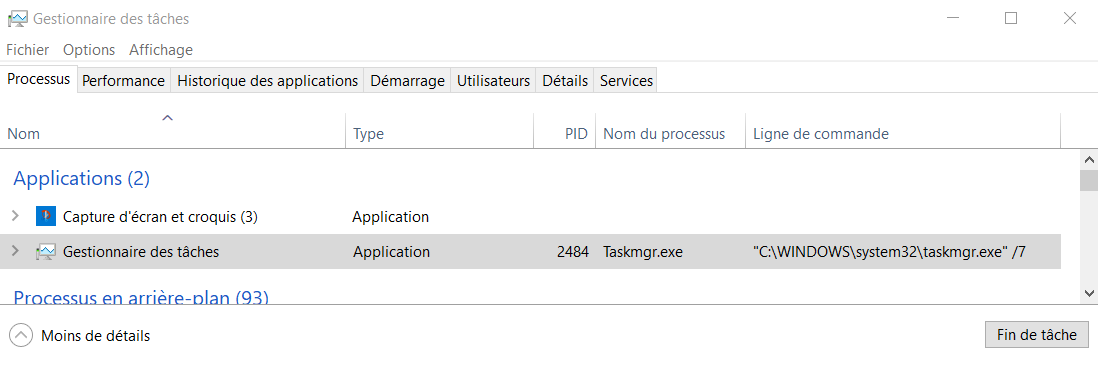 Gestionnaire des tâches
Fichier Options Affichage
Processus Performance Historique des applications Démarrage Utilisateurs Détails Services
Nom Type PID Nom du processus Ligne de commande
Applications (2)
Capture d'écran et croquis (3) Application
Gestionnaire des tâches Application 2484 Taskmgr.exe "C:\WINDOWS\system32\taskmgr.exe" /7
Processus en arrière-plan (93)
Moins de détails Fin de tâche